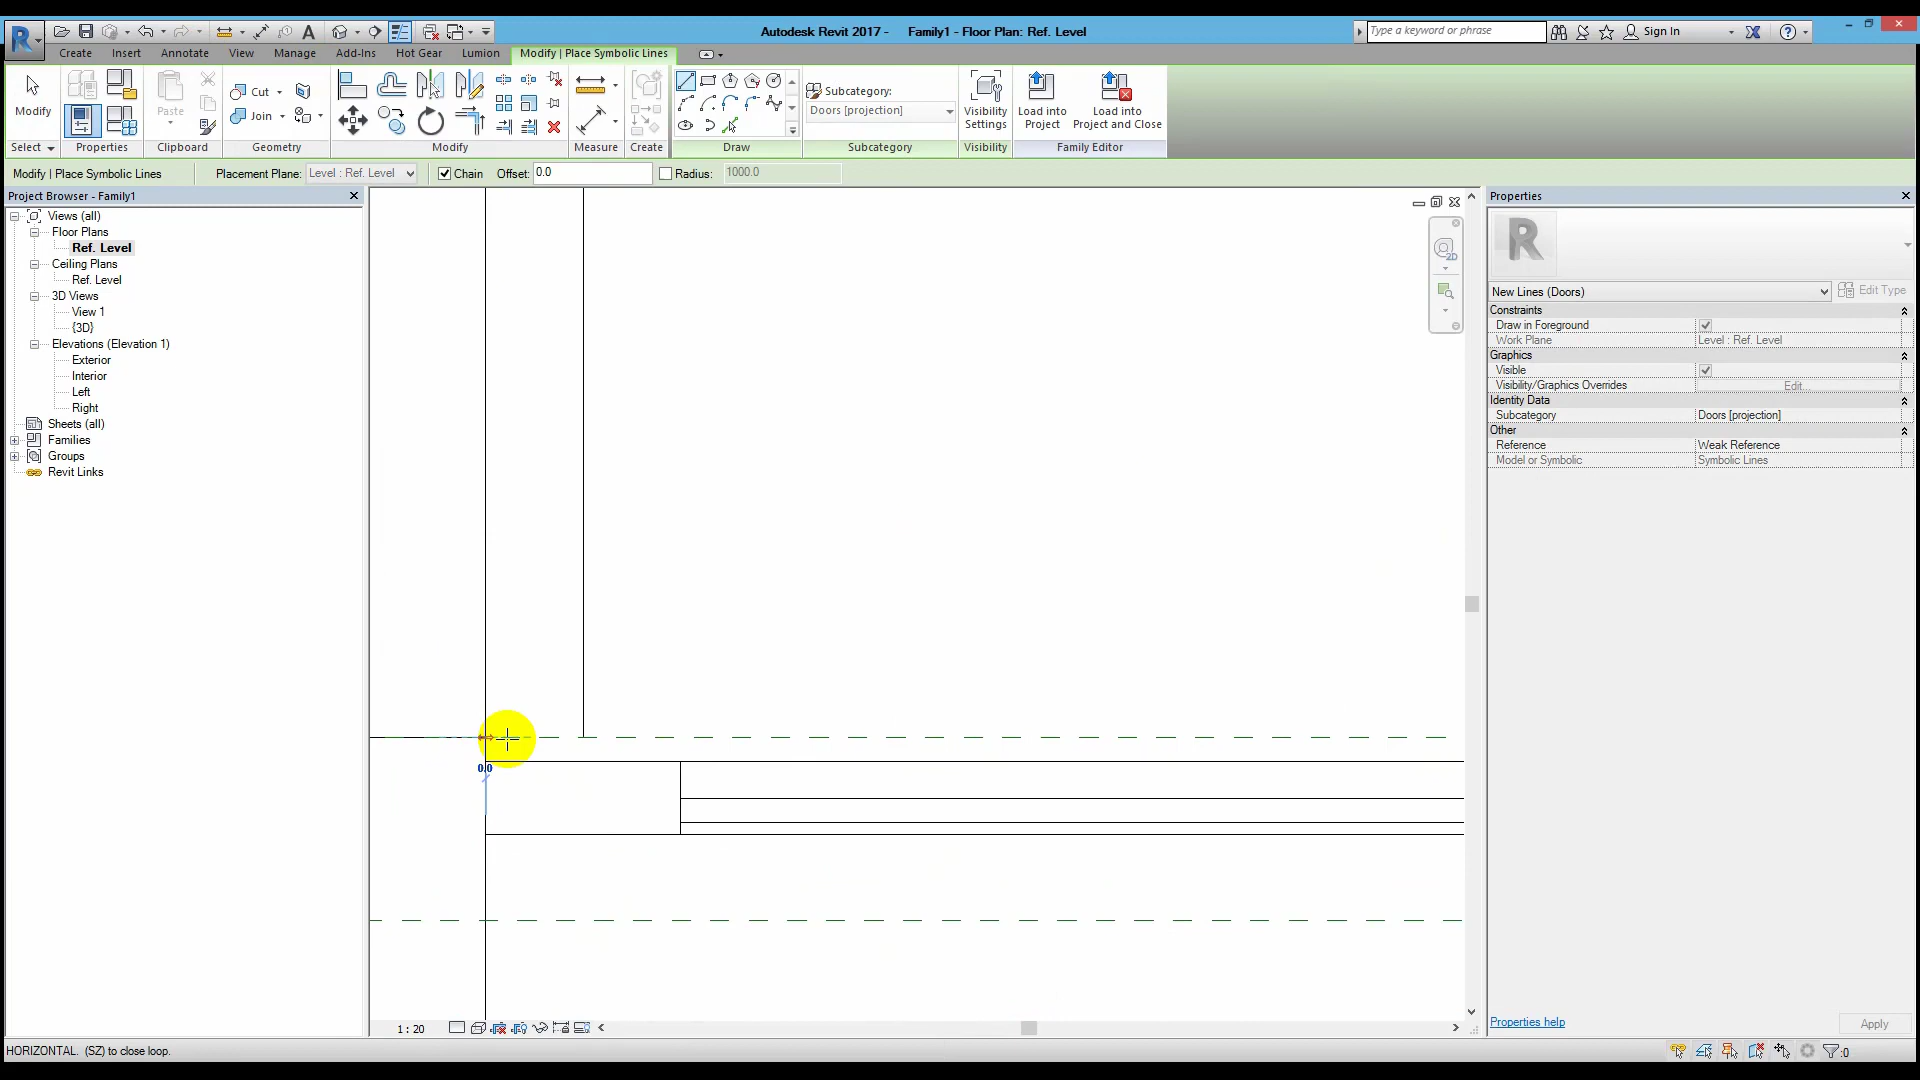 Autodesk Revit 2017 - Family1 - Floor Plan: Ref. Level
Type a keyword or phrase
Sign In
Create Insert Annotate View Manage Add-Ins Hot Gear Lumion Modify | Place Symbolic Lines
Modify
Paste
Cut
Join
Subcategory:
Doors [projection]
Visibility Settings
Load into Project
Load into Project and Close
Select Properties Clipboard Geometry Modify Measure Create Draw Subcategory Visibility Family Editor
Modify | Place Symbolic Lines Placement Plane: Level : Ref. Level Chain Offset: 0.0 Radius: 1000.0
Project Browser - Family1
Views (all)
Floor Plans
Ref. Level
Ceiling Plans
Ref. Level
3D Views
View 1
{3D}
Elevations (Elevation 1)
Exterior
Interior
Left
Right
Sheets (all)
Families
Groups
Revit Links
2D
0.0
1 : 20
Properties
New Lines (Doors) Edit Type
Constraints
Draw in Foreground
Work Plane Level : Ref. Level
Graphics
Visible
Visibility/Graphics Overrides Edit...
Identity Data
Subcategory Doors [projection]
Other
Reference Weak Reference
Model or Symbolic Symbolic Lines
Properties help Apply
HORIZONTAL. (SZ) to close loop.
:0